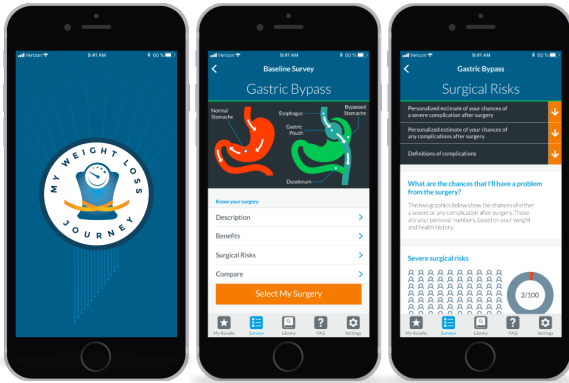 Verizon 9:41 AM 60 %
MY WEIGHT LOSS
JOURNEY
Verizon 9:41 AM 60 %
Baseline Survey
Gastric Bypass
Normal
Stomache
Esophagus
Bypassed
Stomache
Gastric
Pouch
Duodenum
Know your surgery
Description
Benefits
Surgical Risks
Compare
Select My Surgery
My Results Surveys Library FAQ Settings
Verizon 9:41 AM 60 %
Gastric Bypass
Surgical Risks
Personalized estimate of your chances of
a severe complication after surgery
Personalized estimate of your chances of
any complications after surgery
Definitions of complications
What are the chances that I'll have a problem
from the surgery?
The two graphics below show the chances of either
a severe or any complication after surgery. These
are your personal numbers, based on your weight
and health history.
Severe surgical risks
2/100
My Results Surveys Library FAQ Settings